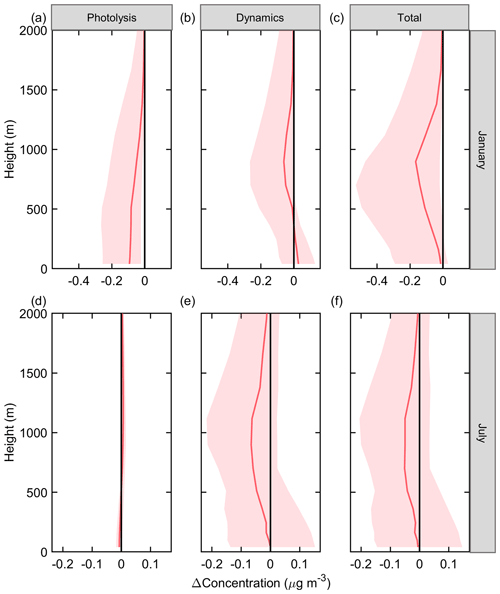 (a) Photolysis (b) Dynamics (c) Total
2000
1500
1000
500
0
Height (m)
January
-0.4 -0.2 0 -0.4 -0.2 0 -0.4 -0.2 0
(d) (e) (f)
2000
1500
1000
500
0
Height (m)
July
-0.2 -0.1 0 0.1 -0.2 -0.1 0 0.1 -0.2 -0.1 0 0.1
ΔConcentration (μg m-3)